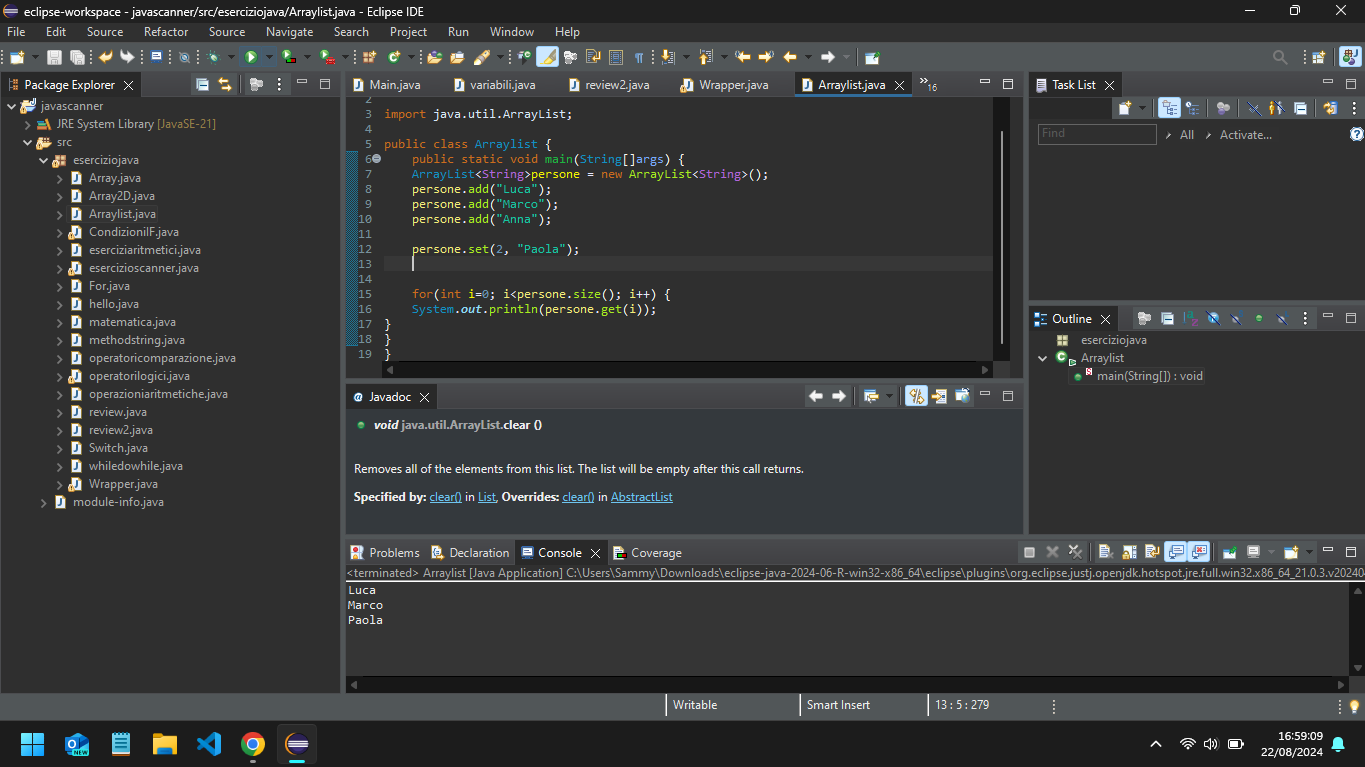 eclipse-workspace - javascanner/src/eserciziojava/Arraylist.java - Eclipse IDE
File Edit Source Refactor Source Navigate Search Project Run Window Help
Package Explorer
javascanner
JRE System Library [JavaSE-21]
src
eserciziojava
Array.java
Array2D.java
Arraylist.java
CondizioniIF.java
eserciziaritmetici.java
esercizioscanner.java
For.java
hello.java
matematica.java
methodstring.java
operatoricomparazione.java
operatorilogici.java
operazioniaritmetiche.java
review.java
review2.java
Switch.java
whiledowhile.java
Wrapper.java
module-info.java
Main.java variabili.java review2.java Wrapper.java Arraylist.java »16
2
3 import java.util.ArrayList;
4
5 public class Arraylist {
6 public static void main(String[]args) {
7 ArrayList<String>persone = new ArrayList<String>();
8 persone.add("Luca");
9 persone.add("Marco");
10 persone.add("Anna");
11
12 persone.set(2, "Paola");
13
14
15 for(int i=0; i<persone.size(); i++) {
16 System.out.println(persone.get(i));
17 }
18 }
19 }
Javadoc
void java.util.ArrayList.clear ()
Removes all of the elements from this list. The list will be empty after this call returns.
Specified by: clear() in List, Overrides: clear() in AbstractList
Problems Declaration Console Coverage
<terminated> Arraylist [Java Application] C:\Users\Sammy\Downloads\eclipse-java-2024-06-R-win32-x86_64\eclipse\plugins\org.eclipse.justj.openjdk.hotspot.jre.full.win32.x86_64_21.0.3.v20240
Luca
Marco
Paola
Task List
Find All Activate...
Outline
eserciziojava
Arraylist
main(String[]) : void
Writable Smart Insert 13 : 5 : 279
NEW
16:59:09
22/08/2024